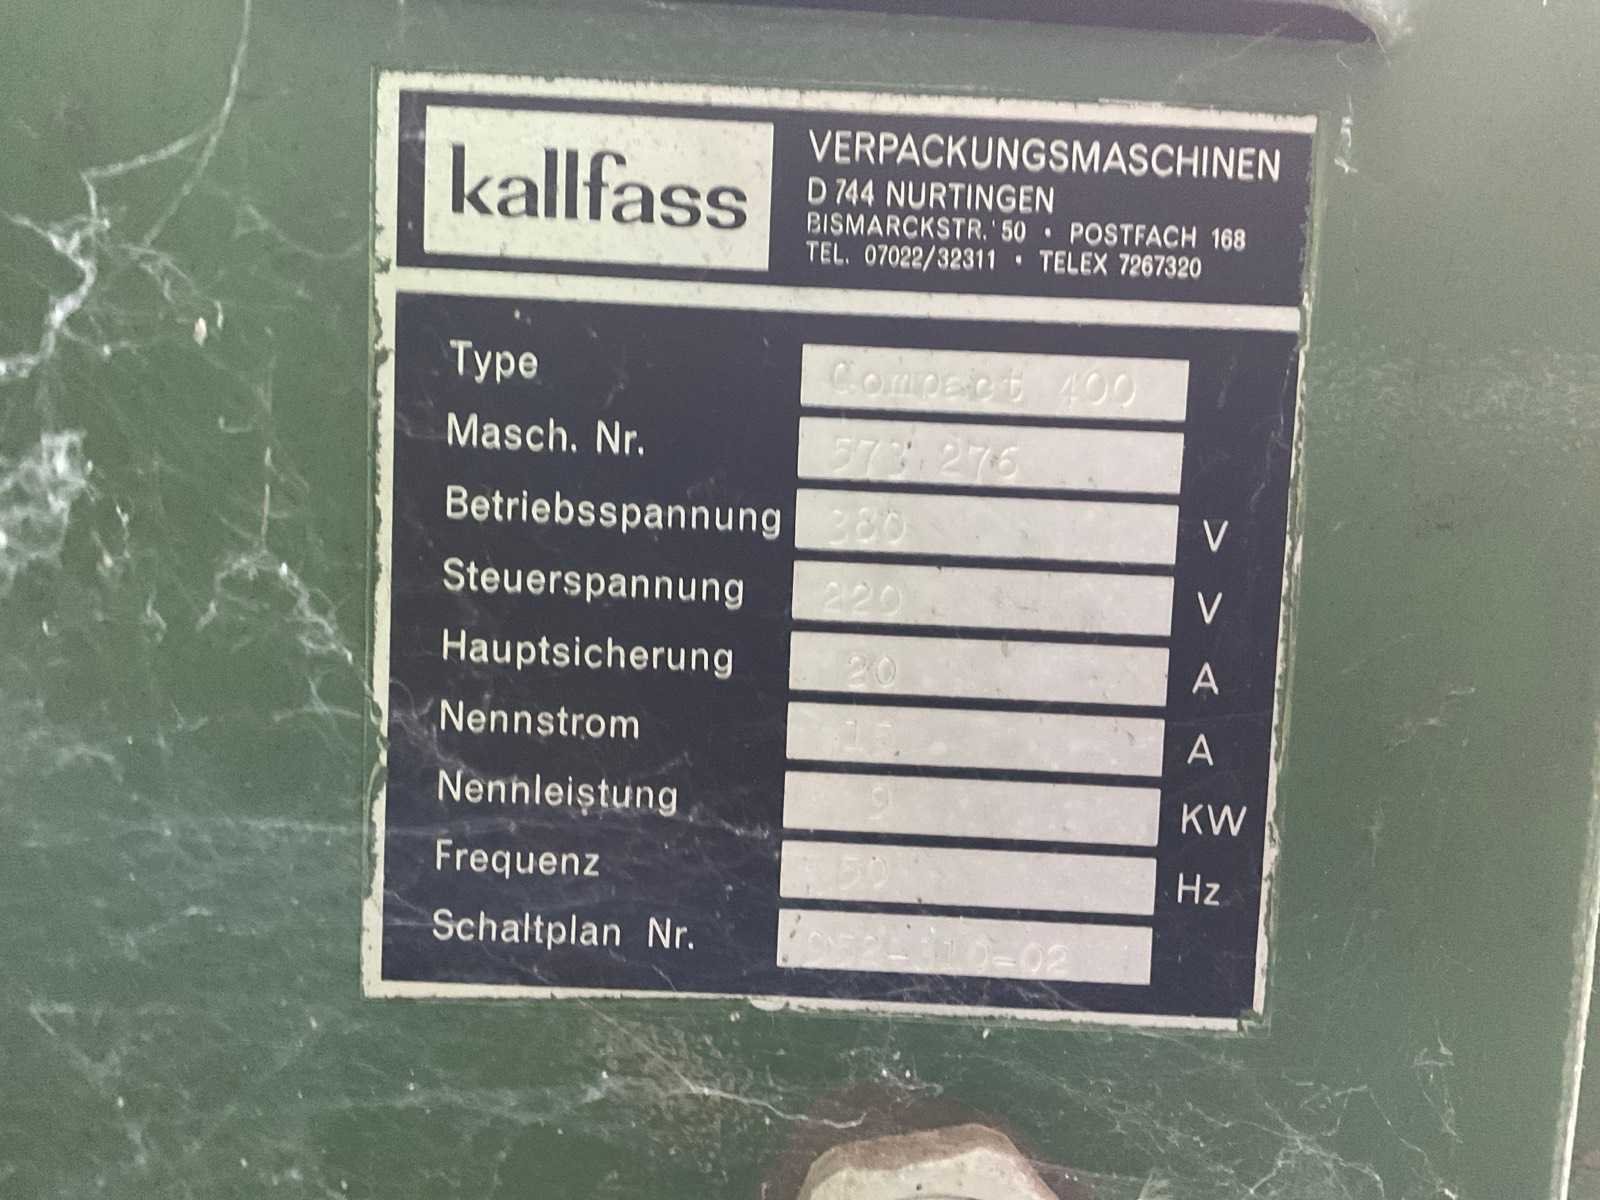 kallfass
VERPACKUNGSMASCHINEN
D 744 NURTINGEN
BISMARCKSTR. 50 • POSTFACH 168
TEL. 07022/32311 • TELEX 7267320
Type Compact 400
Masch. Nr. 573 276
Betriebsspannung 380 V
Steuerspannung 220 V
Hauptsicherung 20 A
Nennstrom 15 A
Nennleistung 9 KW
Frequenz 50 Hz
Schaltplan Nr.